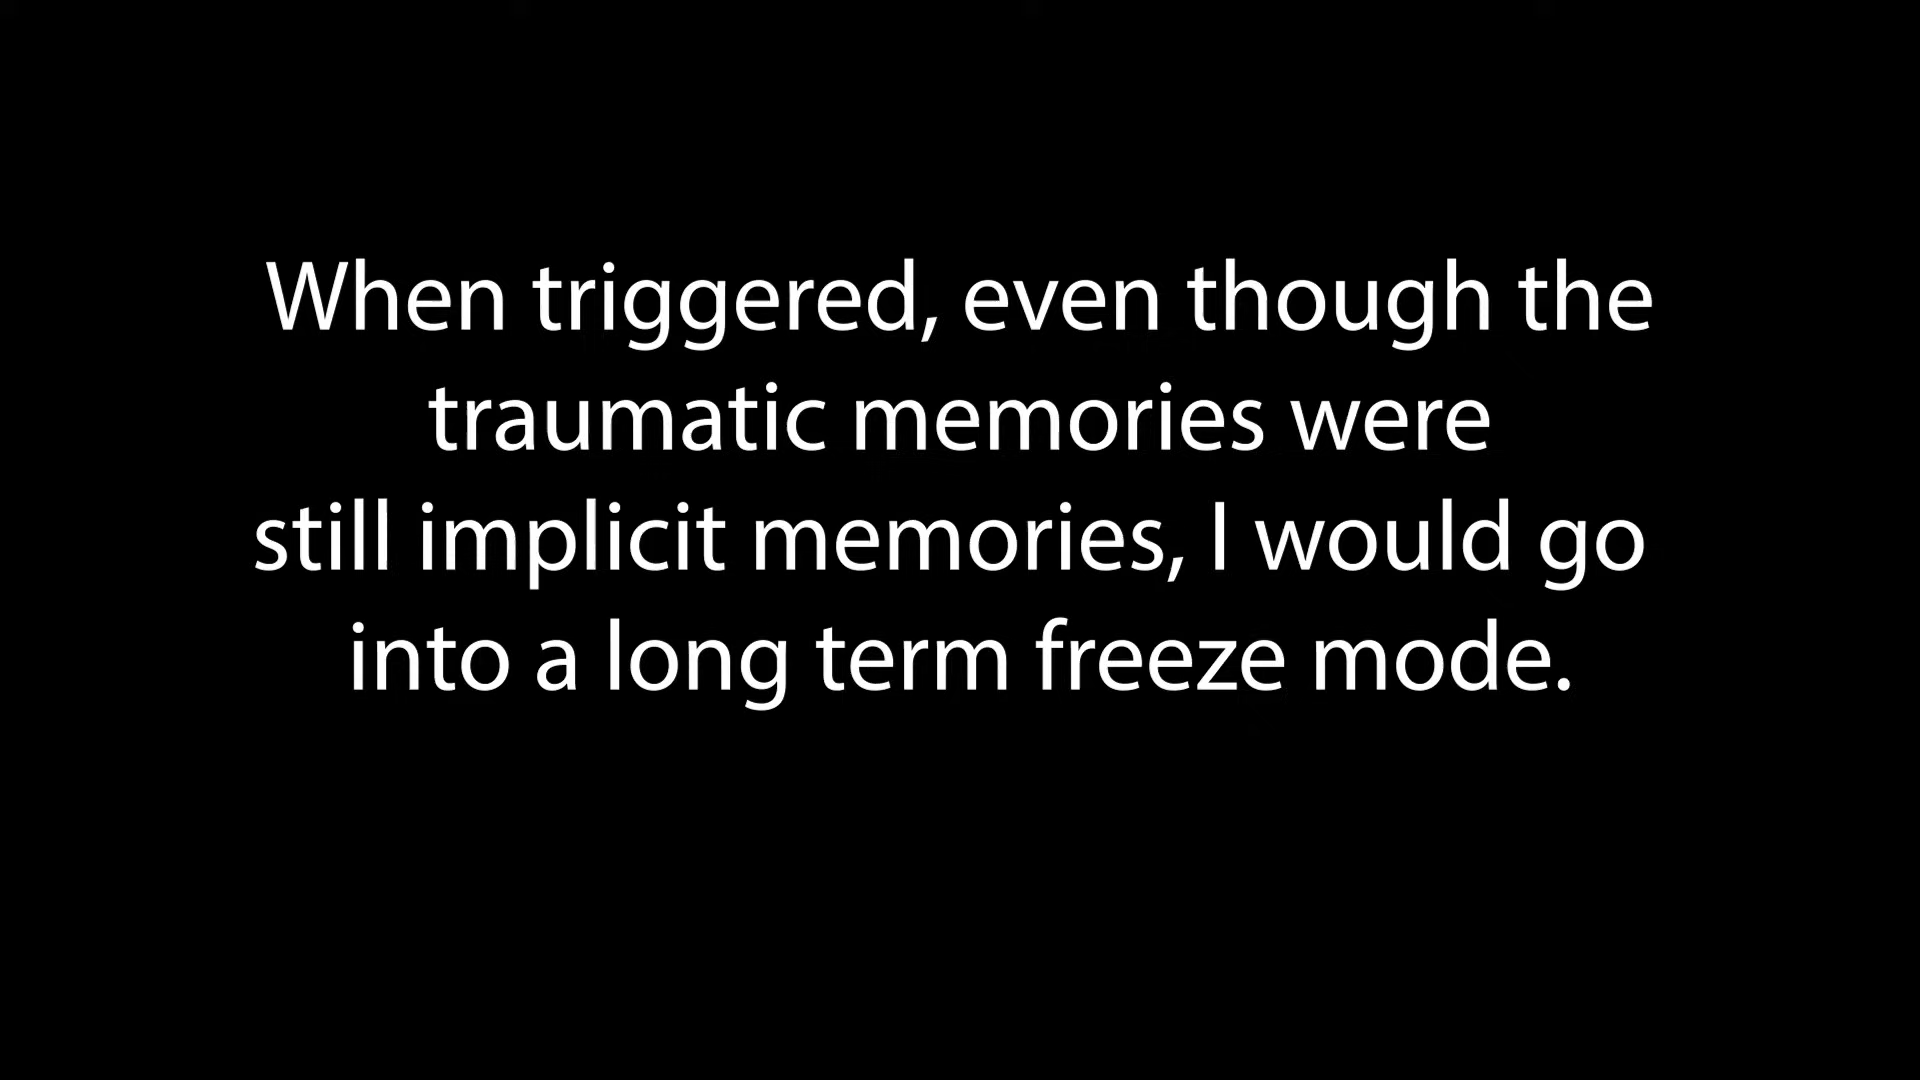 When triggered, even though the
traumatic memories were
still implicit memories, I would go
into a long term freeze mode.